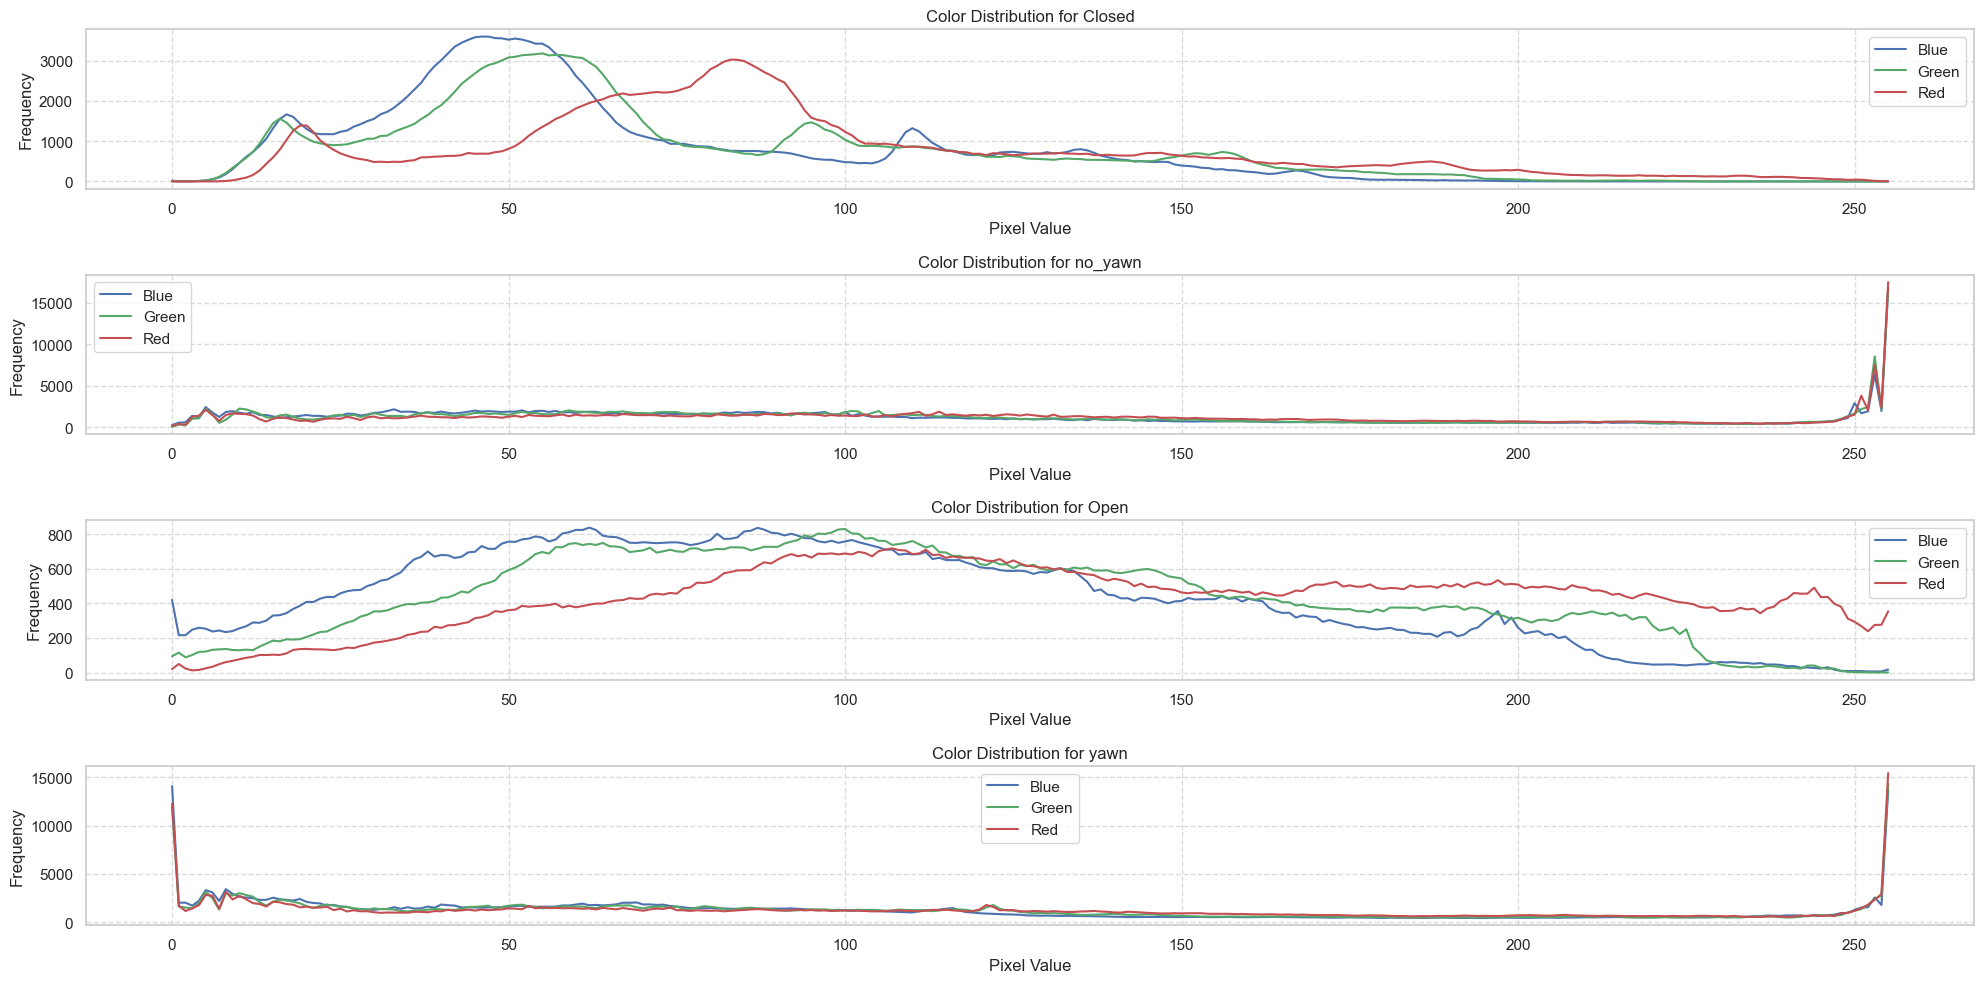 Color Distribution for Closed
Frequency
3000
2000
1000
0
Blue
Green
Red
0 50 100 150 200 250
Pixel Value
Color Distribution for no_yawn
Frequency
15000
10000
5000
0
Blue
Green
Red
0 50 100 150 200 250
Pixel Value
Color Distribution for Open
Frequency
800
600
400
200
0
Blue
Green
Red
0 50 100 150 200 250
Pixel Value
Color Distribution for yawn
Frequency
15000
10000
5000
0
Blue
Green
Red
0 50 100 150 200 250
Pixel Value